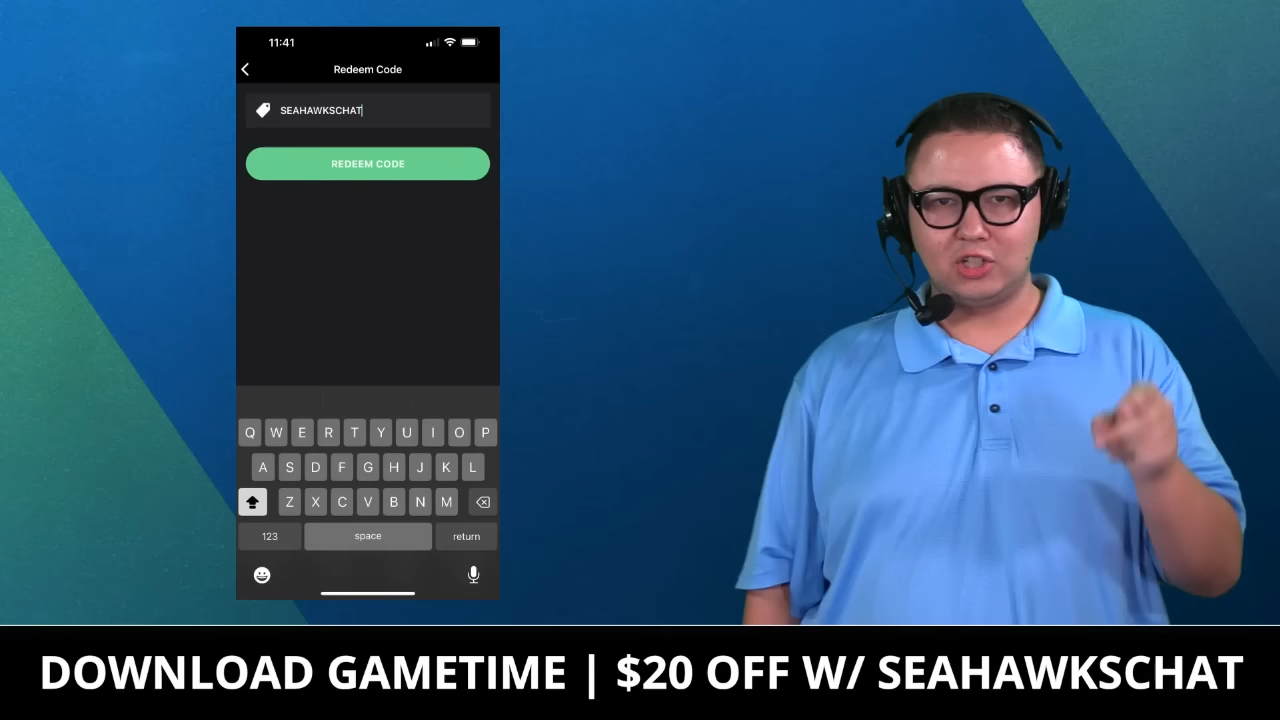 11:41
Redeem Code
SEAHAWKSCHAT
REDEEM CODE
Q W E R T Y U I O P
A S D F G H J K L
Z X C V B N M
123 space return
DOWNLOAD GAMETIME | $20 OFF W/ SEAHAWKSCHAT